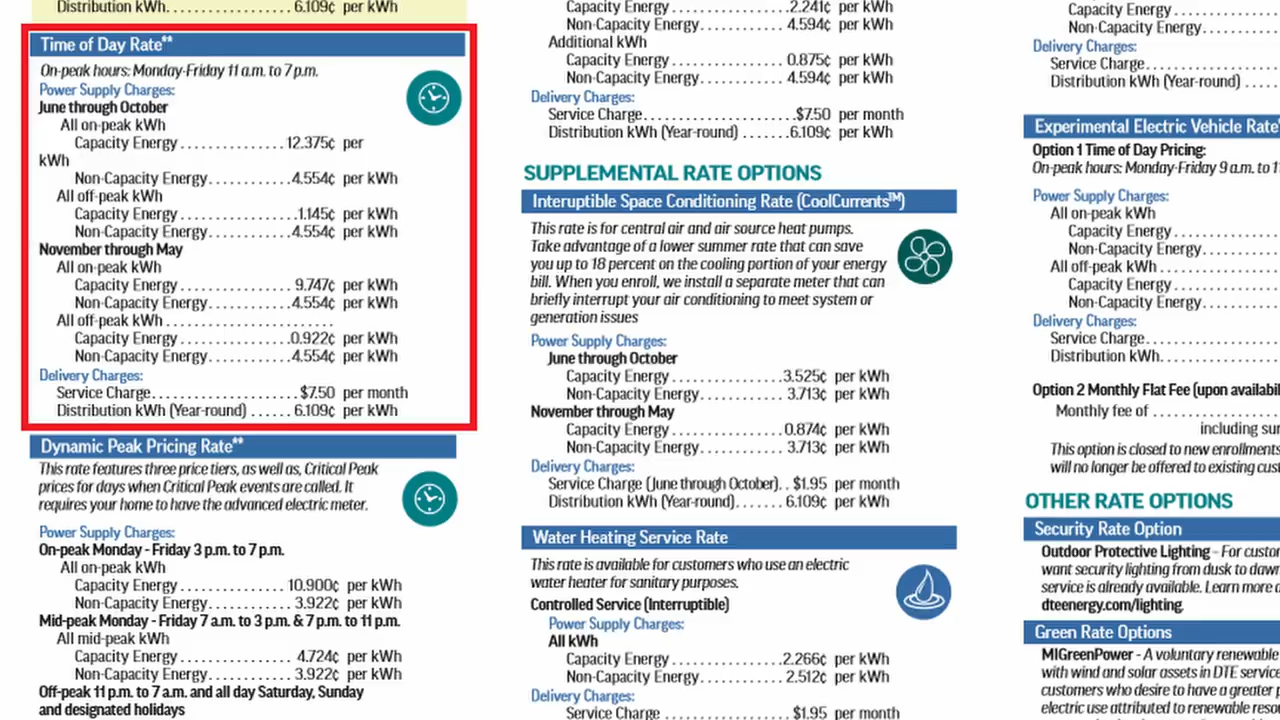 Distribution kWh. . . . . . . . . . . . . . . . . . . 6.109¢ per kWh
Time of Day Rate**
On-peak hours: Monday-Friday 11 a.m. to 7 p.m.
Power Supply Charges:
June through October
All on-peak kWh
Capacity Energy . . . . . . . . . . . . . . . 12.375¢ per
kWh
Non-Capacity Energy. . . . . . . . . . . . 4.554¢ per kWh
All off-peak kWh
Capacity Energy . . . . . . . . . . . . . . . . .1.145¢ per kWh
Non-Capacity Energy. . . . . . . . . . . . 4.554¢ per kWh
November through May
All on-peak kWh
Capacity Energy . . . . . . . . . . . . . . . . 9.747¢ per kWh
Non-Capacity Energy. . . . . . . . . . . . 4.554¢ per kWh
All off-peak kWh . . . . . . . . . . . . . . . . . . . . . . . .
Capacity Energy . . . . . . . . . . . . . . . .0.922¢ per kWh
Non-Capacity Energy. . . . . . . . . . . . 4.554¢ per kWh
Delivery Charges:
Service Charge. . . . . . . . . . . . . . . . . . . . . $7.50 per month
Distribution kWh (Year-round) . . . . . . 6.109¢ per kWh
Dynamic Peak Pricing Rate**
This rate features three price tiers, as well as, Critical Peak
prices for days when Critical Peak events are called. It
requires your home to have the advanced electric meter.
Power Supply Charges:
On-peak Monday - Friday 3 p.m. to 7 p.m.
All on-peak kWh
Capacity Energy . . . . . . . . . . . . . . . 10.900¢ per kWh
Non-Capacity Energy. . . . . . . . . . . . 3.922¢ per kWh
Mid-peak Monday - Friday 7 a.m. to 3 p.m. & 7 p.m. to 11 p.m.
All mid-peak kWh
Capacity Energy . . . . . . . . . . . . . . . . 4.724¢ per kWh
Non-Capacity Energy. . . . . . . . . . . . 3.922¢ per kWh
Off-peak 11 p.m. to 7 a.m. and all day Saturday, Sunday
and designated holidays
Capacity Energy . . . . . . . . . . . . . . . . 2.241¢ per kWh
Non-Capacity Energy. . . . . . . . . . . . 4.594¢ per kWh
Additional kWh
Capacity Energy . . . . . . . . . . . . . . . . 0.875¢ per kWh
Non-Capacity Energy. . . . . . . . . . . . 4.594¢ per kWh
Delivery Charges:
Service Charge. . . . . . . . . . . . . . . . . . . . . .$7.50 per month
Distribution kWh (Year-round) . . . . . . .6.109¢ per kWh
SUPPLEMENTAL RATE OPTIONS
Interuptible Space Conditioning Rate (CoolCurrents™)
This rate is for central air and air source heat pumps.
Take advantage of a lower summer rate that can save
you up to 18 percent on the cooling portion of your energy
bill. When you enroll, we install a separate meter that can
briefly interrupt your air conditioning to meet system or
generation issues
Power Supply Charges:
June through October
Capacity Energy . . . . . . . . . . . . . . . . 3.525¢ per kWh
Non-Capacity Energy. . . . . . . . . . . . 3.713¢ per kWh
November through May
Capacity Energy . . . . . . . . . . . . . . . . 0.874¢ per kWh
Non-Capacity Energy. . . . . . . . . . . . 3.713¢ per kWh
Delivery Charges:
Service Charge (June through October). . $1.95 per month
Distribution kWh (Year-round). . . . . . . 6.109¢ per kWh
Water Heating Service Rate
This rate is available for customers who use an electric
water heater for sanitary purposes.
Controlled Service (Interruptible)
Power Supply Charges:
All kWh
Capacity Energy . . . . . . . . . . . . . . . . 2.266¢ per kWh
Non-Capacity Energy. . . . . . . . . . . . 2.512¢ per kWh
Delivery Charges:
Service Charge . . . . . . . . . . . . . . . . . . . $1.95 per month
Capacity Energy . . . . . . . . . . .
Non-Capacity Energy. . . . . . .
Delivery Charges:
Service Charge. . . . . . . . . . . . . . .
Distribution kWh (Year-round) . . . .
Experimental Electric Vehicle Rate
Option 1 Time of Day Pricing:
On-peak hours: Monday-Friday 9 a.m. to
Power Supply Charges:
All on-peak kWh
Capacity Energy . . . . . . . . . . .
Non-Capacity Energy. . . . . . .
All off-peak kWh . . . . . . . . . . . . . .
Capacity Energy . . . . . . . . . . .
Non-Capacity Energy. . . . . . .
Delivery Charges:
Service Charge . . . . . . . . . . . . . .
Distribution kWh. . . . . . . . . . . . . .
Option 2 Monthly Flat Fee (upon
Monthly fee of . . . . . . . . . . . . . . .
including
This option is closed to new enrollments
will no longer be offered to existing
OTHER RATE OPTIONS
Security Rate Option
Outdoor Protective Lighting - For
want security lighting from dusk to
service is already available. Learn more
dteenergy.com/lighting.
Green Rate Options
MIGreenPower - A voluntary renewable
with wind and solar assets in DTE
customers who desire to have a greater
electric use attributed to renewable